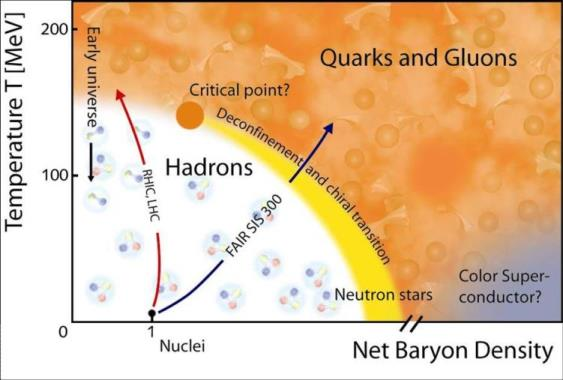 Temperature T [MeV]
200
100
0
Early universe
Quarks and Gluons
Critical point?
Deconfinement and chiral transition
Hadrons
RHIC, LHC
FAIR SIS 300
Color Super-
conductor?
Neutron stars
1
Nuclei
Net Baryon Density